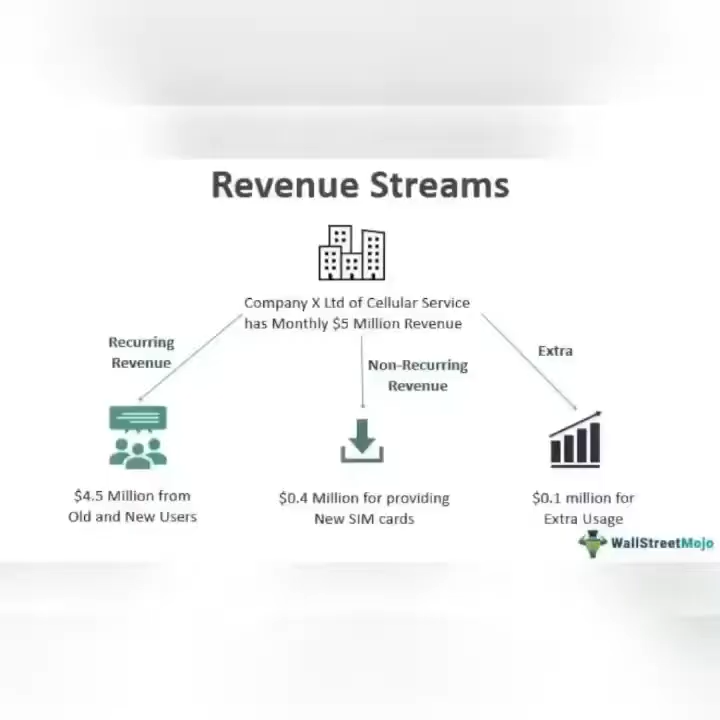 Revenue Streams
Company X Ltd of Cellular Service
has Monthly $5 Million Revenue
Recurring
Revenue
Non-Recurring
Revenue
Extra
$4.5 Million from
Old and New Users
$0.4 Million for providing
New SIM cards
$0.1 million for
Extra Usage
WallStreetMojo